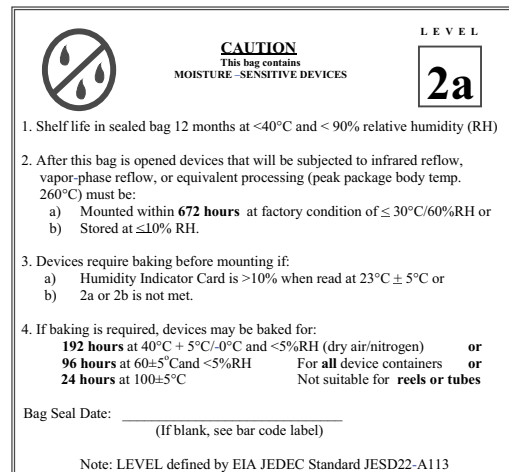 LEVEL
CAUTION
This bag contains
MOISTURE –SENSITIVE DEVICES
2a
1. Shelf life in sealed bag 12 months at <40°C and < 90% relative humidity (RH)
2. After this bag is opened devices that will be subjected to infrared reflow,
vapor-phase reflow, or equivalent processing (peak package body temp.
260°C) must be:
a) Mounted within 672 hours at factory condition of ≤ 30°C/60%RH or
b) Stored at ≤10% RH.
3. Devices require baking before mounting if:
a) Humidity Indicator Card is >10% when read at 23°C ± 5°C or
b) 2a or 2b is not met.
4. If baking is required, devices may be baked for:
192 hours at 40°C + 5°C/-0°C and <5%RH (dry air/nitrogen) or
96 hours at 60±5°Cand <5%RH For all device containers or
24 hours at 100±5°C Not suitable for reels or tubes
Bag Seal Date: ______________________________
(If blank, see bar code label)
Note: LEVEL defined by EIA JEDEC Standard JESD22-A113